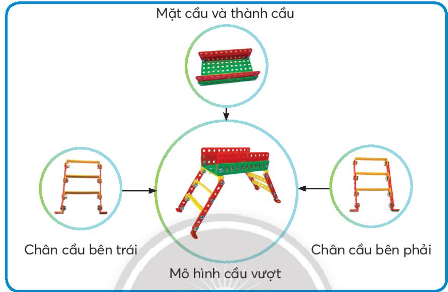 Mặt cầu và thành cầu
Chân cầu bên trái
Chân cầu bên phải
Mô hình cầu vượt